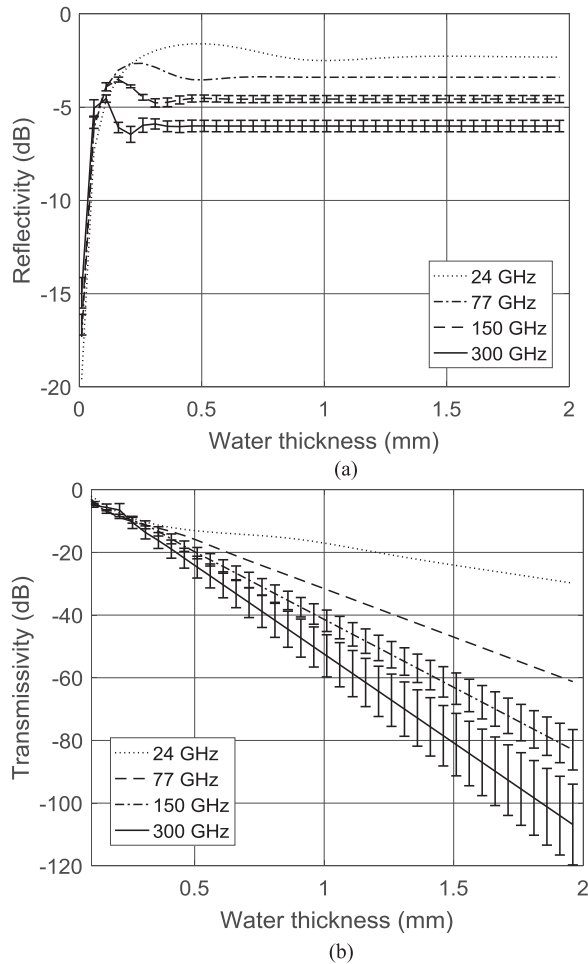 0
-5
-10
-15
-20
Reflectivity (dB)
24 GHz
77 GHz
150 GHz
300 GHz
0 0.5 1 1.5 2
Water thickness (mm)
(a)
0
-20
-40
-60
-80
-100
-120
Transmissivity (dB)
24 GHz
77 GHz
150 GHz
300 GHz
0.5 1 1.5 2
Water thickness (mm)
(b)